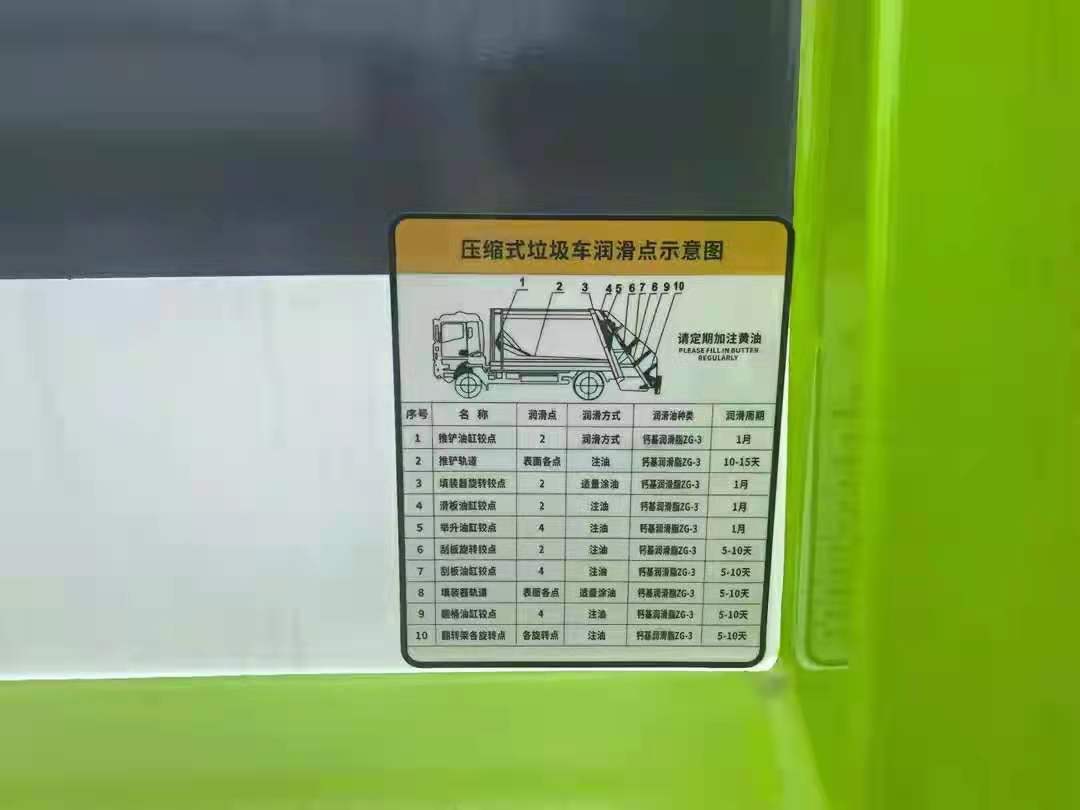 压缩式垃圾车润滑点示意图
1 2 3 4 5 6 7 8 9 10
请定期加注黄油
PLEASE FILL IN BUTTER
REGULARLY
序号 名 称 润滑点 润滑方式 润滑油种类 润滑周期
1 推铲油缸铰点 2 润滑方式 钙基润滑脂ZG-3 1月
2 推铲轨道 表面各点 注油 钙基润滑脂ZG-3 10-15天
3 填装器旋转铰点 2 适量涂油 钙基润滑脂ZG-3 1月
4 滑板油缸铰点 2 注油 钙基润滑脂ZG-3 1月
5 举升油缸铰点 4 注油 钙基润滑脂ZG-3 1月
6 刮板旋转铰点 2 注油 钙基润滑脂ZG-3 5-10天
7 刮板油缸铰点 4 注油 钙基润滑脂ZG-3 5-10天
8 填装器轨道 表面各点 适量涂油 钙基润滑脂ZG-3 5-10天
9 翻桶油缸铰点 4 注油 钙基润滑脂ZG-3 5-10天
10 翻转架各旋转点 各旋转点 注油 钙基润滑脂ZG-3 5-10天